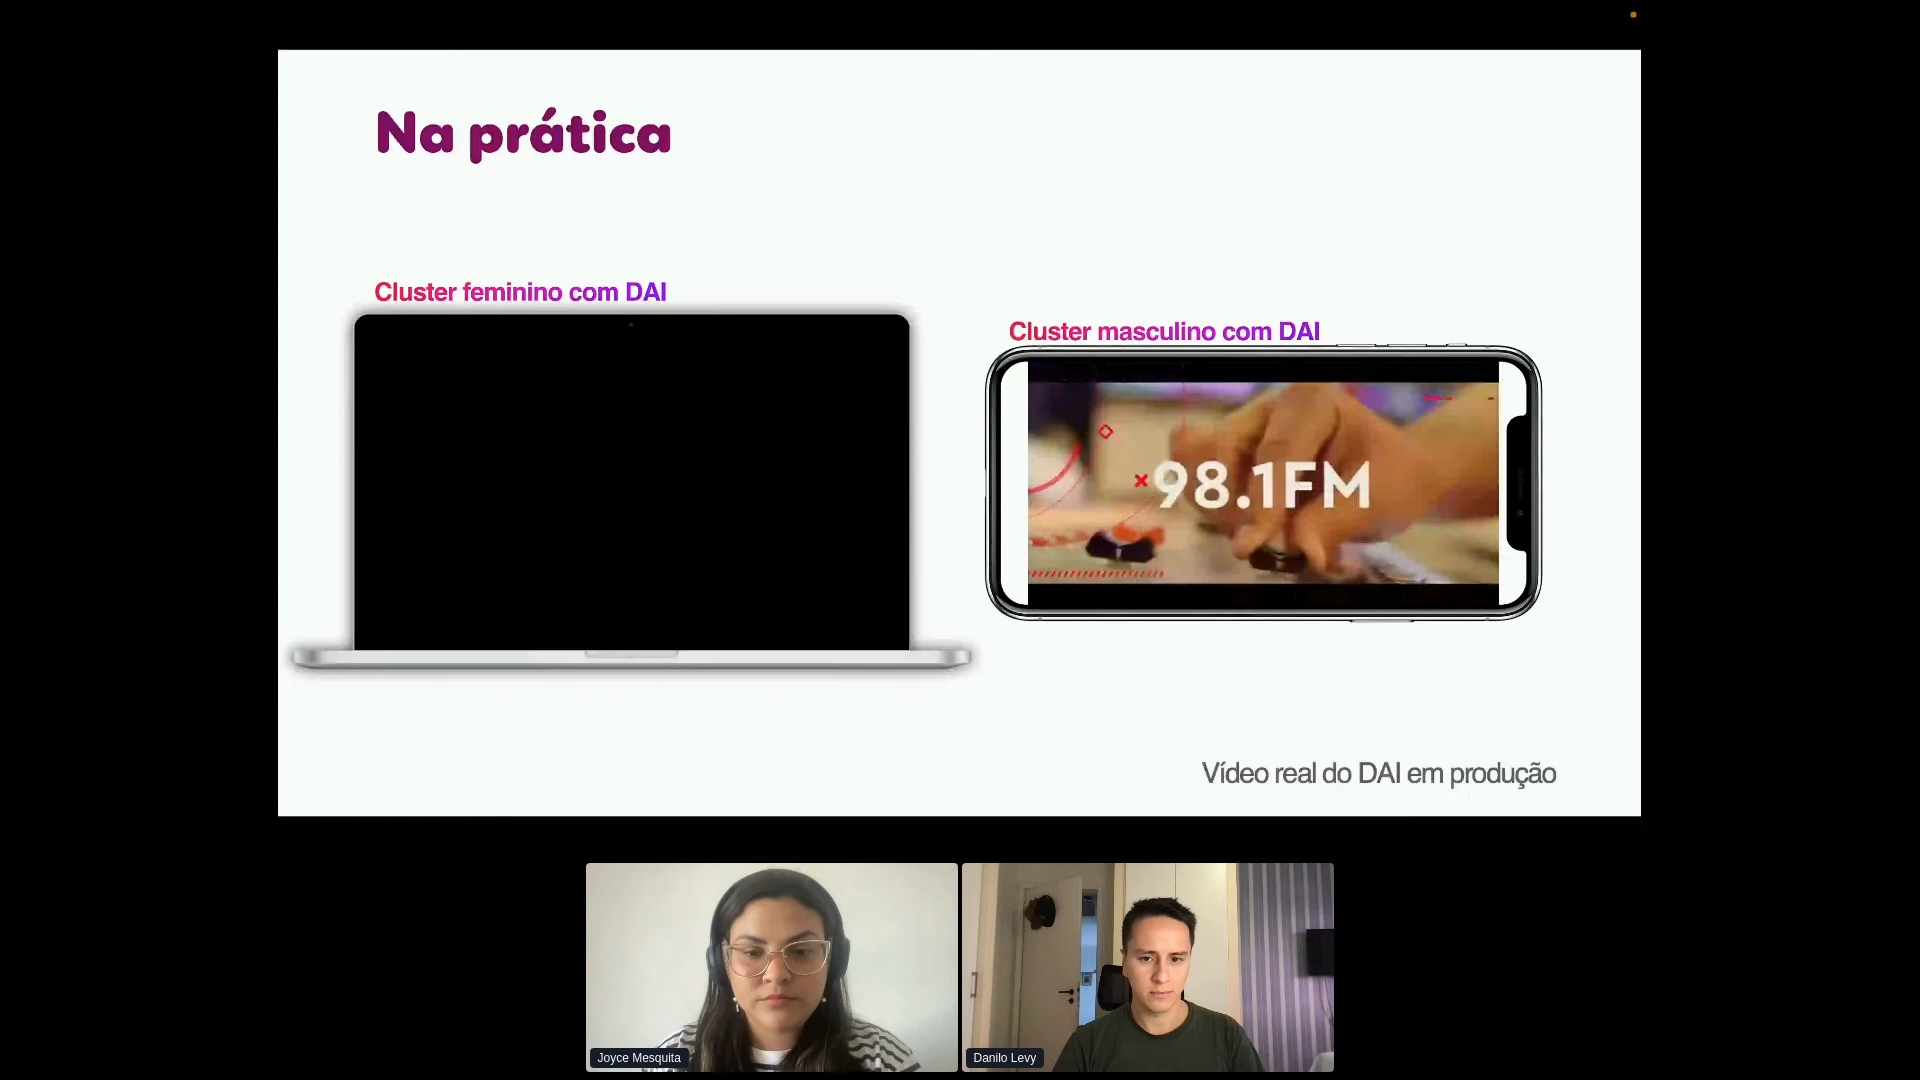 Na prática
Cluster feminino com DAI
Cluster masculino com DAI
98.1FM
Vídeo real do DAI em produção
Joyce Mesquita
Danilo Levy